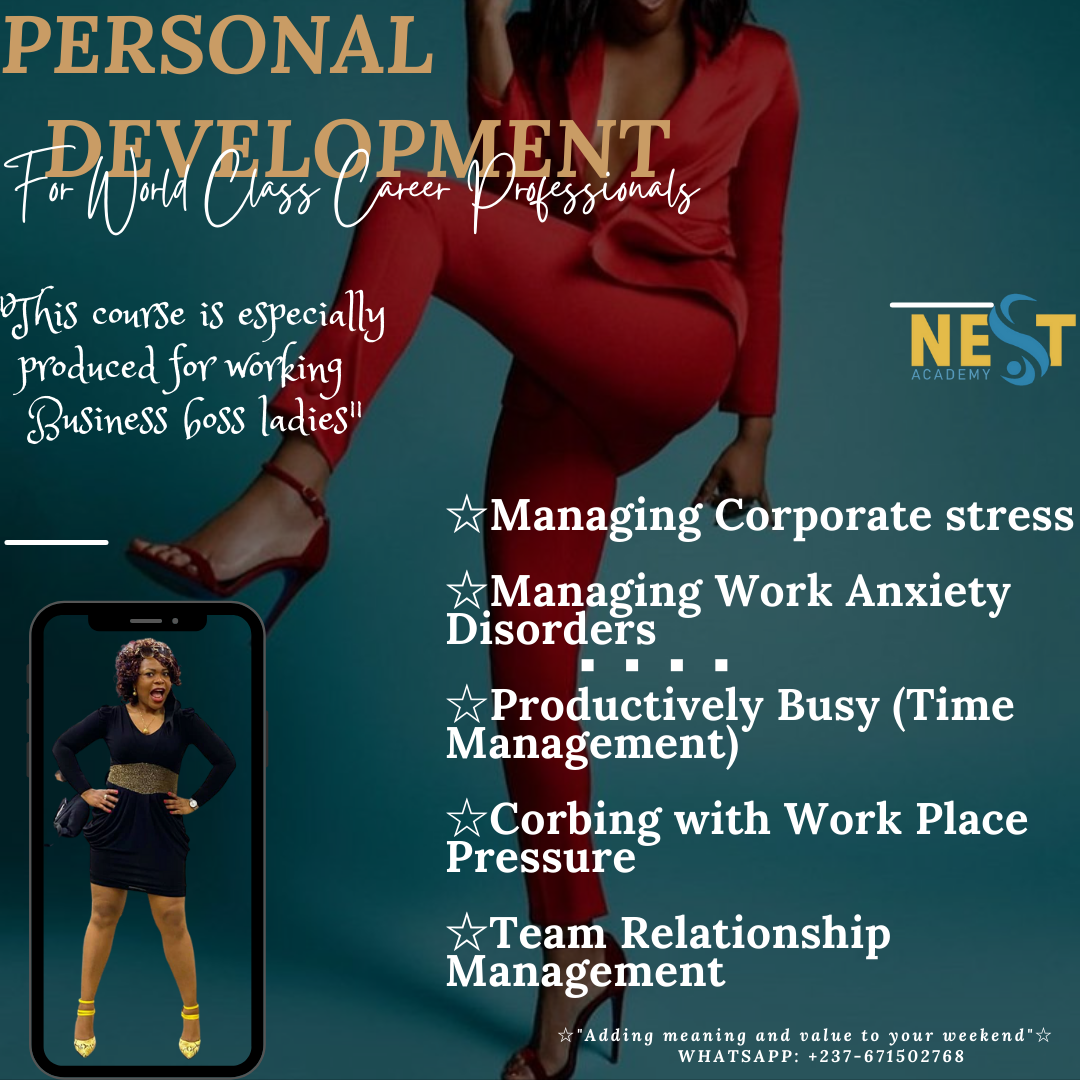 PERSONAL
DEVELOPMENT
For World Class Career Professionals
"This course is especially
produced for working
Business boss ladies"
NEST
ACADEMY
☆Managing Corporate stress
☆Managing Work Anxiety
Disorders
☆Productively Busy (Time
Management)
☆Corbing with Work Place
Pressure
☆Team Relationship
Management
☆"Adding meaning and value to your weekend"☆
WHATSAPP: +237-671502768